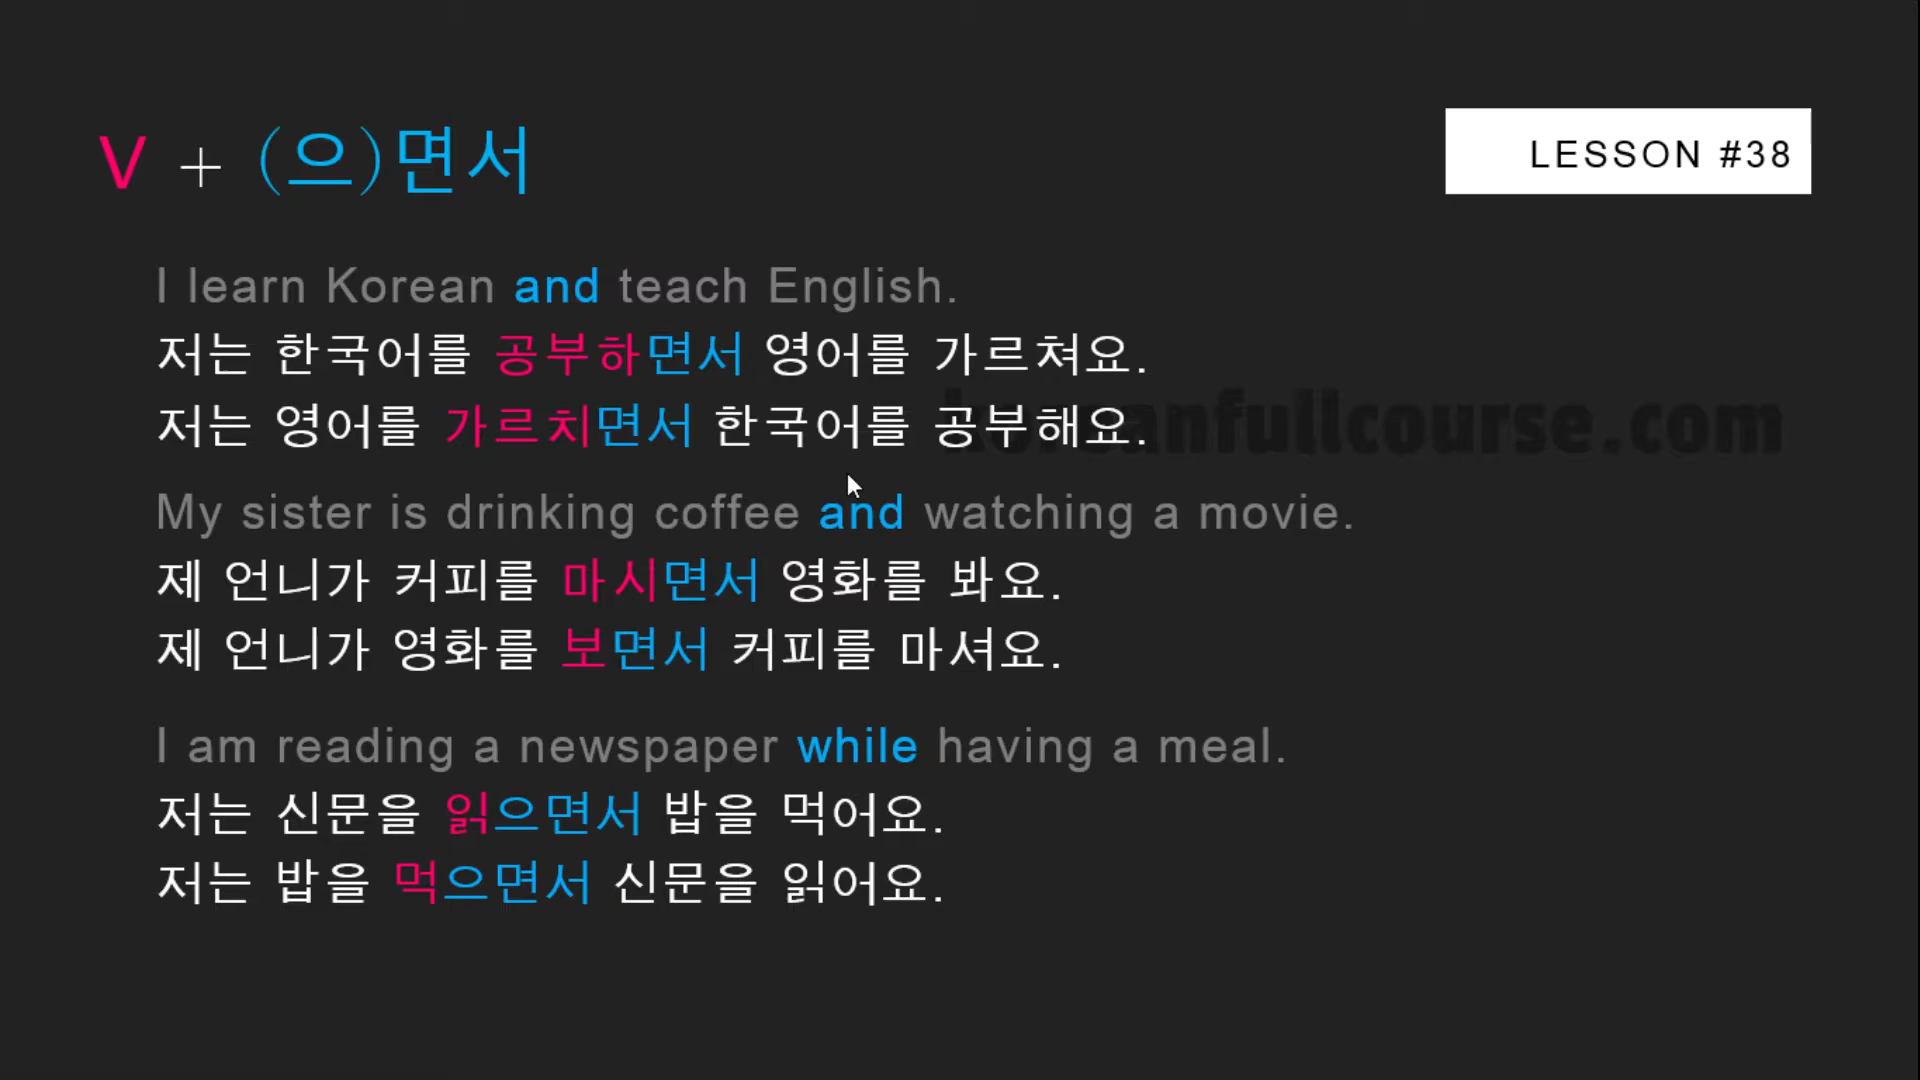 V + (으)면서
LESSON #38
I learn Korean and teach English.
저는 한국어를 공부하면서 영어를 가르쳐요.
저는 영어를 가르치면서 한국어를 공부해요.
koreanfullcourse.com
My sister is drinking coffee and watching a movie.
제 언니가 커피를 마시면서 영화를 봐요.
제 언니가 영화를 보면서 커피를 마셔요.
I am reading a newspaper while having a meal.
저는 신문을 읽으면서 밥을 먹어요.
저는 밥을 먹으면서 신문을 읽어요.